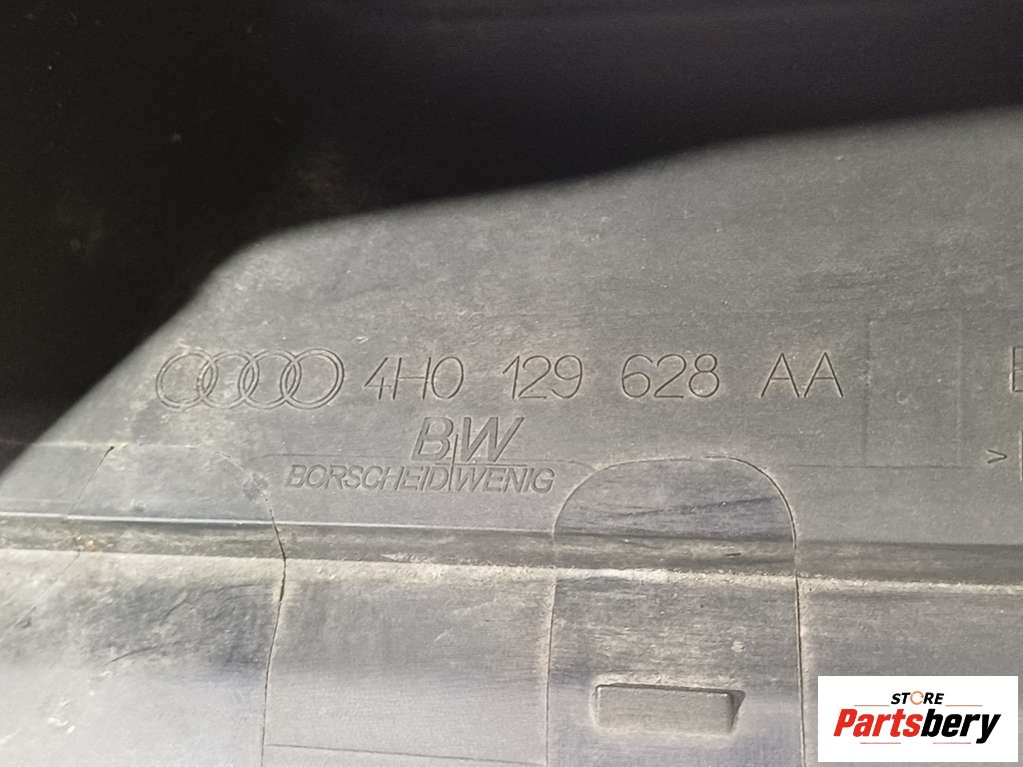 4H0 129 628 AA
BW
BORSCHEID WENIG
>
STORE
Partsbery